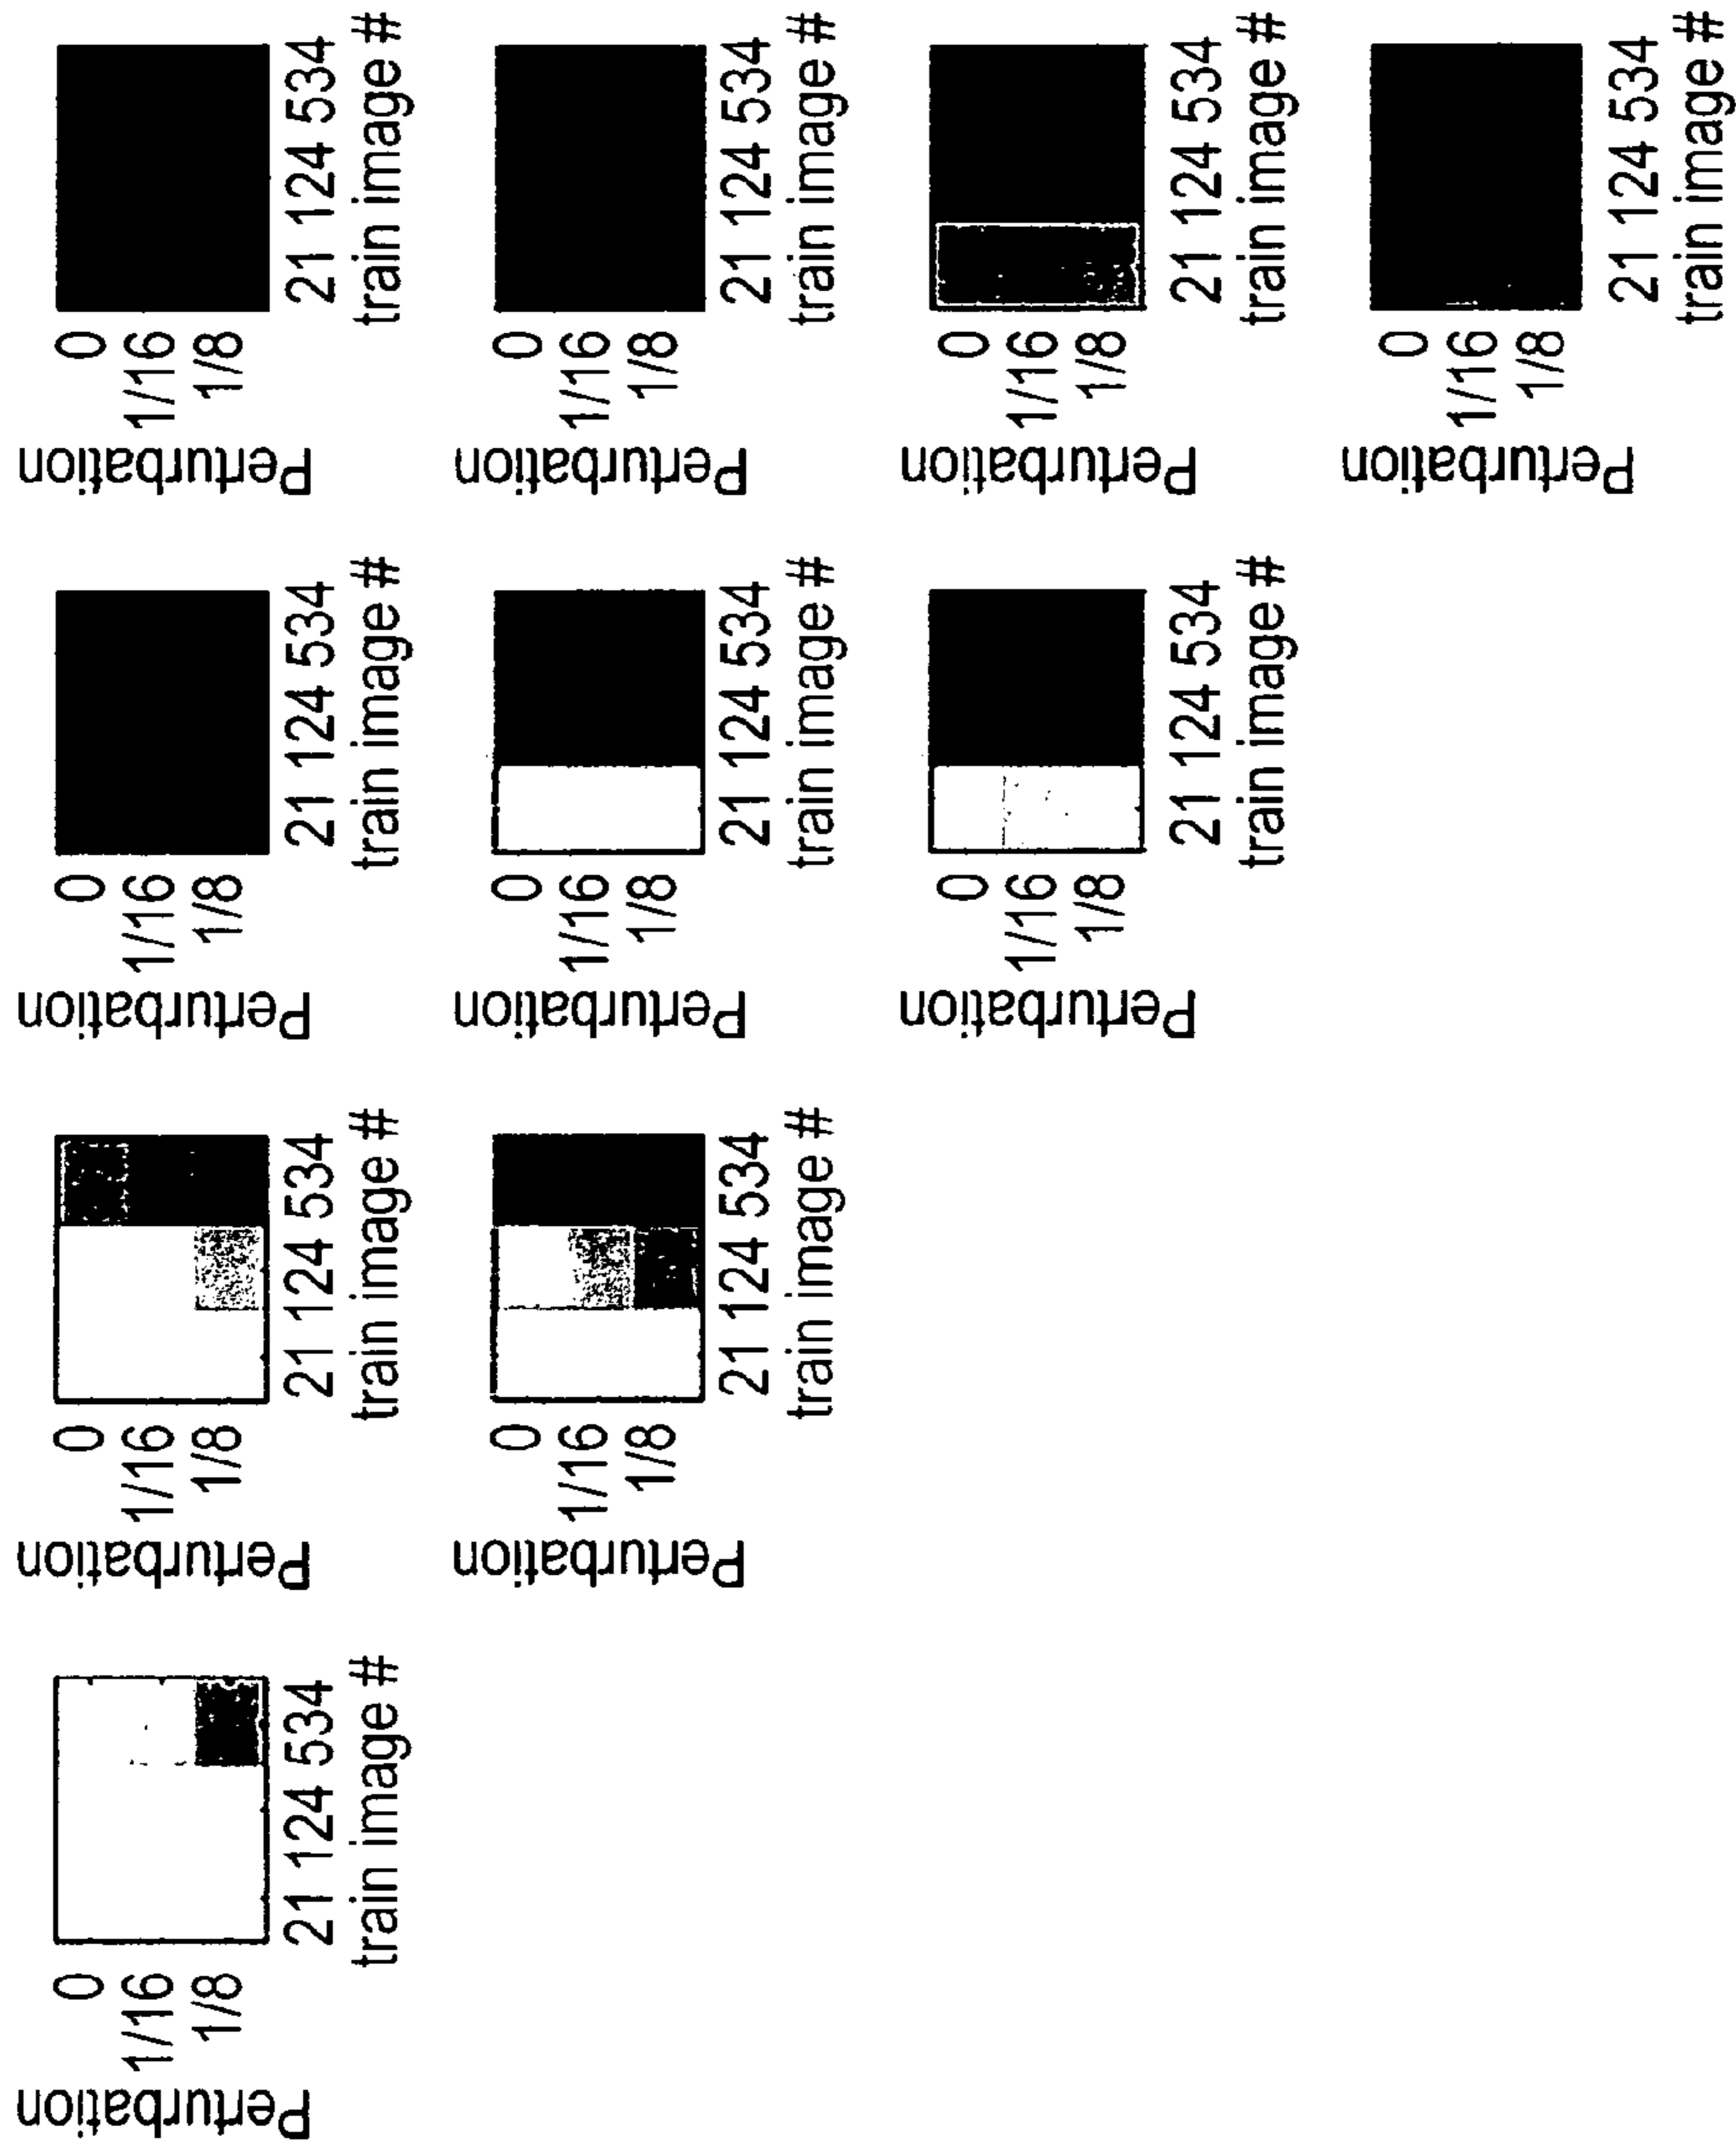 Perturbation
0
1/16
1/8
21 124 534
train image #
Perturbation
0
1/16
1/8
21 124 534
train image #
Perturbation
0
1/16
1/8
21 124 534
train image #
Perturbation
0
1/16
1/8
21 124 534
train image #
Perturbation
0
1/16
1/8
21 124 534
train image #
Perturbation
0
1/16
1/8
21 124 534
train image #
Perturbation
0
1/16
1/8
21 124 534
train image #
Perturbation
0
1/16
1/8
21 124 534
train image #
Perturbation
0
1/16
1/8
21 124 534
train image #
Perturbation
0
1/16
1/8
21 124 534
train image #